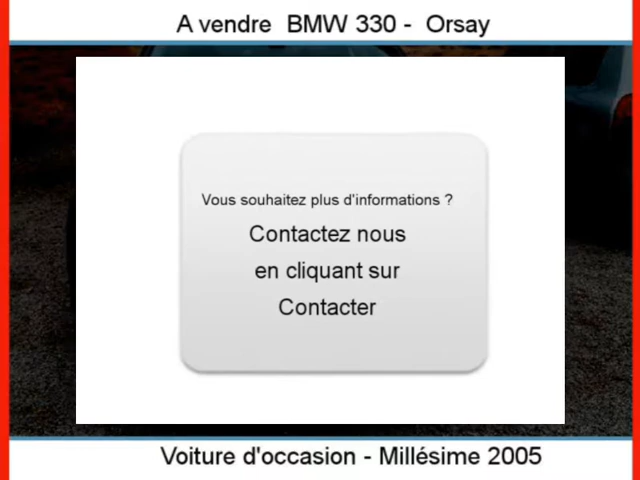 A vendre BMW 330 - Orsay
Vous souhaitez plus d'informations ?
Contactez nous
en cliquant sur
Contacter
Voiture d'occasion - Millésime 2005